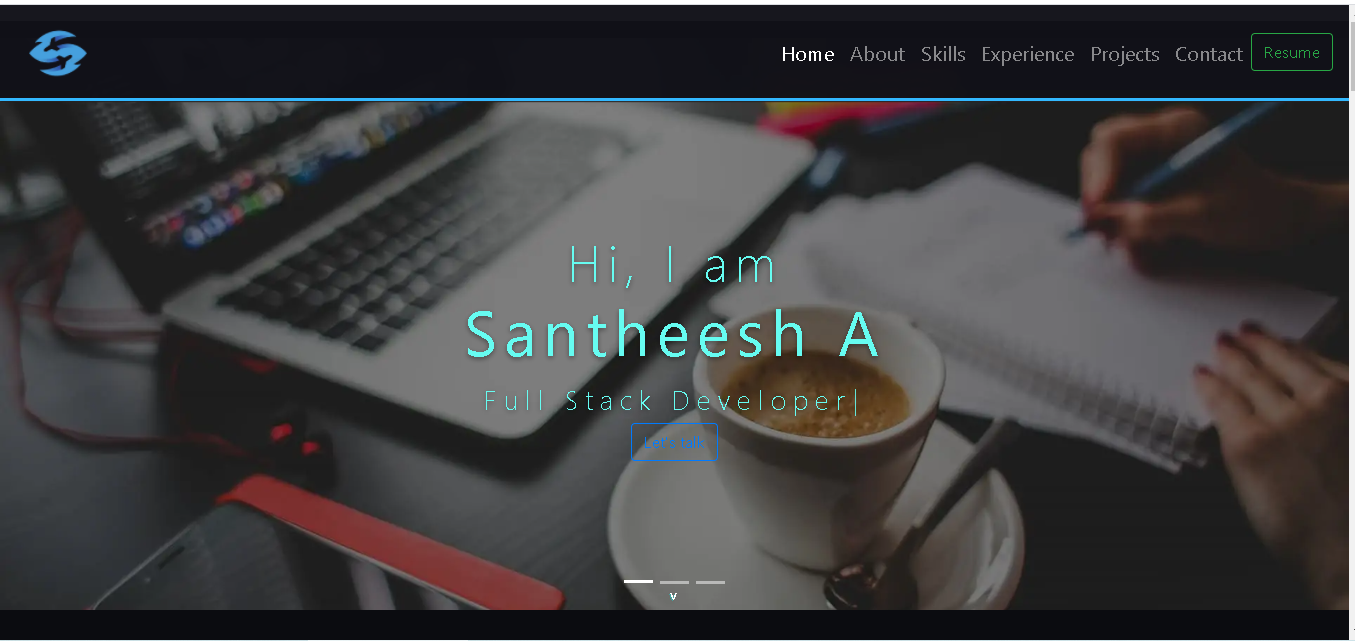 Home About Skills Experience Projects Contact Resume
Hi, I am
Santheesh A
Full Stack Developer|
Let's talk
v